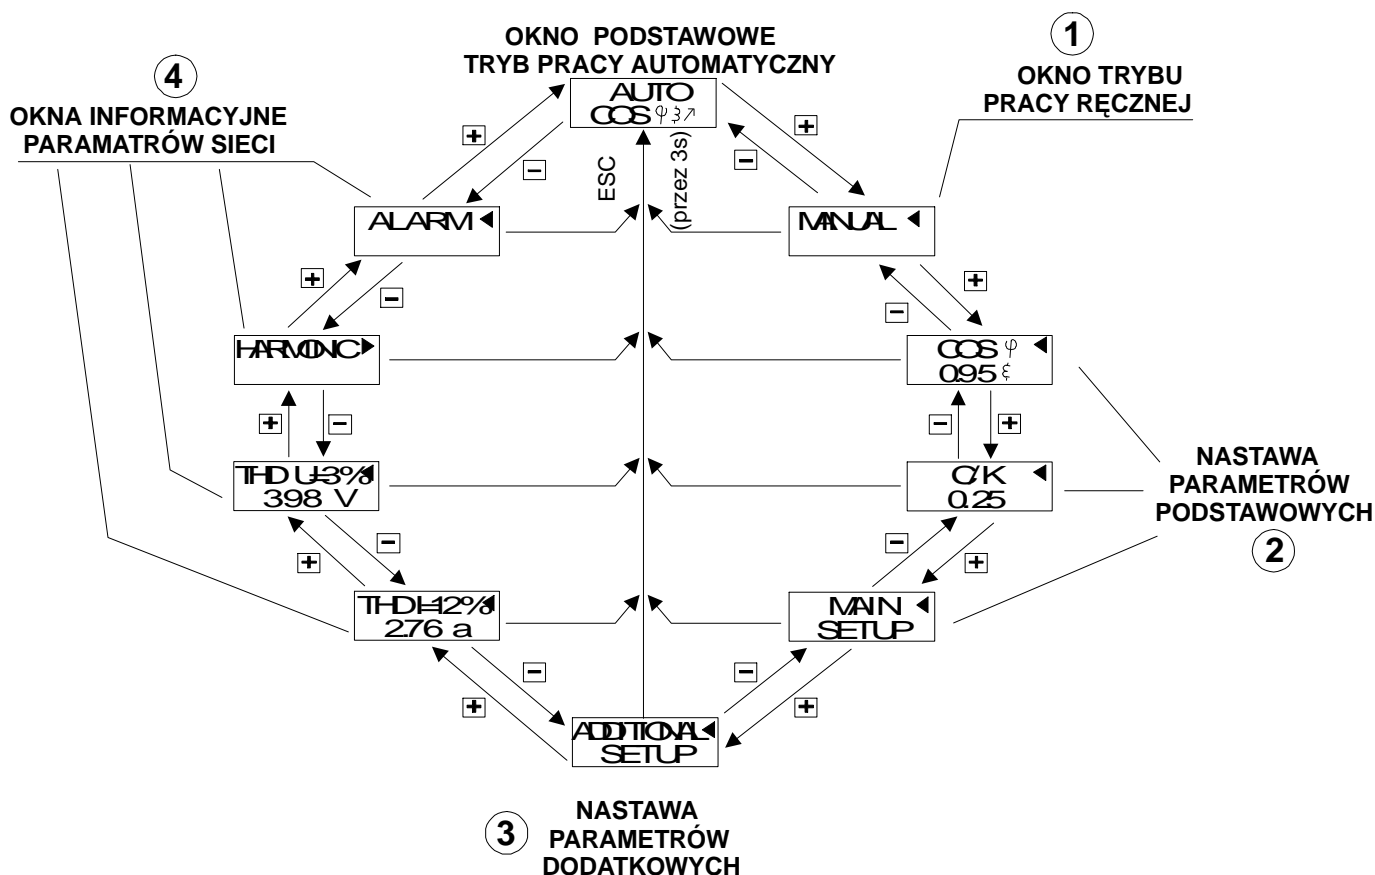 OKNO PODSTAWOWE
TRYB PRACY AUTOMATYCZNY
1
OKNO TRYBU
PRACY RĘCZNEJ
4
OKNA INFORMACYJNE
PARAMATRÓW SIECI
AUTO
COS φ
+
-
+
-
ESC
(przez 3s)
ALARM
MANUAL
+
-
+
-
HARMONIC
COS φ
0.95
+
-
-
+
THD U=3%
398 V
C/K
0.25
NASTAWA
PARAMETRÓW
PODSTAWOWYCH
2
-
+
-
+
THD I=12%
2.76 a
MAIN
SETUP
-
+
-
+
ADDITIONAL
SETUP
3
NASTAWA
PARAMETRÓW
DODATKOWYCH